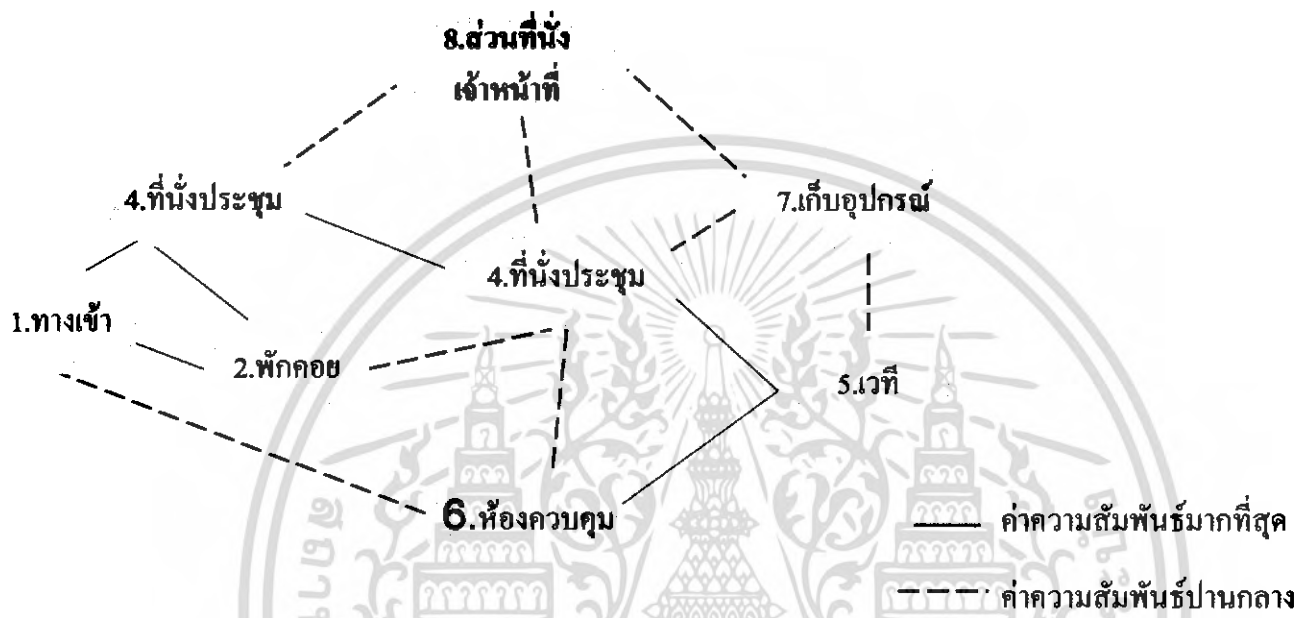 8.ส่วนที่นั่ง
เจ้าหน้าที่
4.ที่นั่งประชุม
7.เก็บอุปกรณ์
4.ที่นั่งประชุม
1.ทางเข้า
2.พักคอย
5.เวที
6.ห้องควบคุม
ค่าความสัมพันธ์มากที่สุด
ค่าความสัมพันธ์ปานกลาง